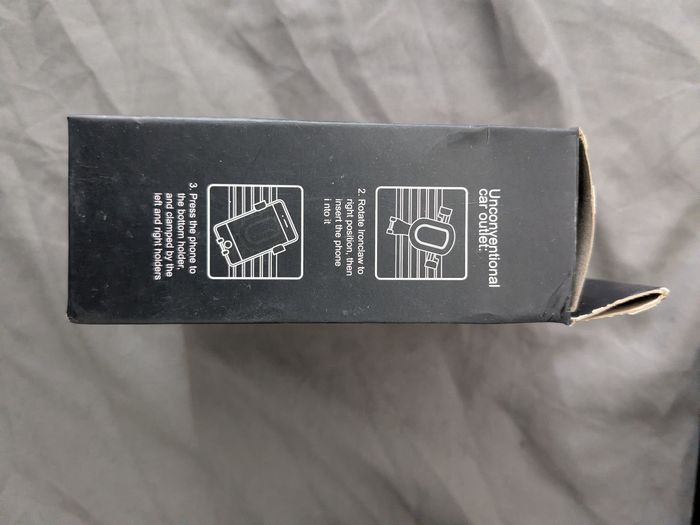 Unconventional
car outlet:
2. Rotate Ironclaw to
right position, then
insert the phone
i nto it
3. Press the phone to
the bottom holder,
and clamped by the
left and right holders